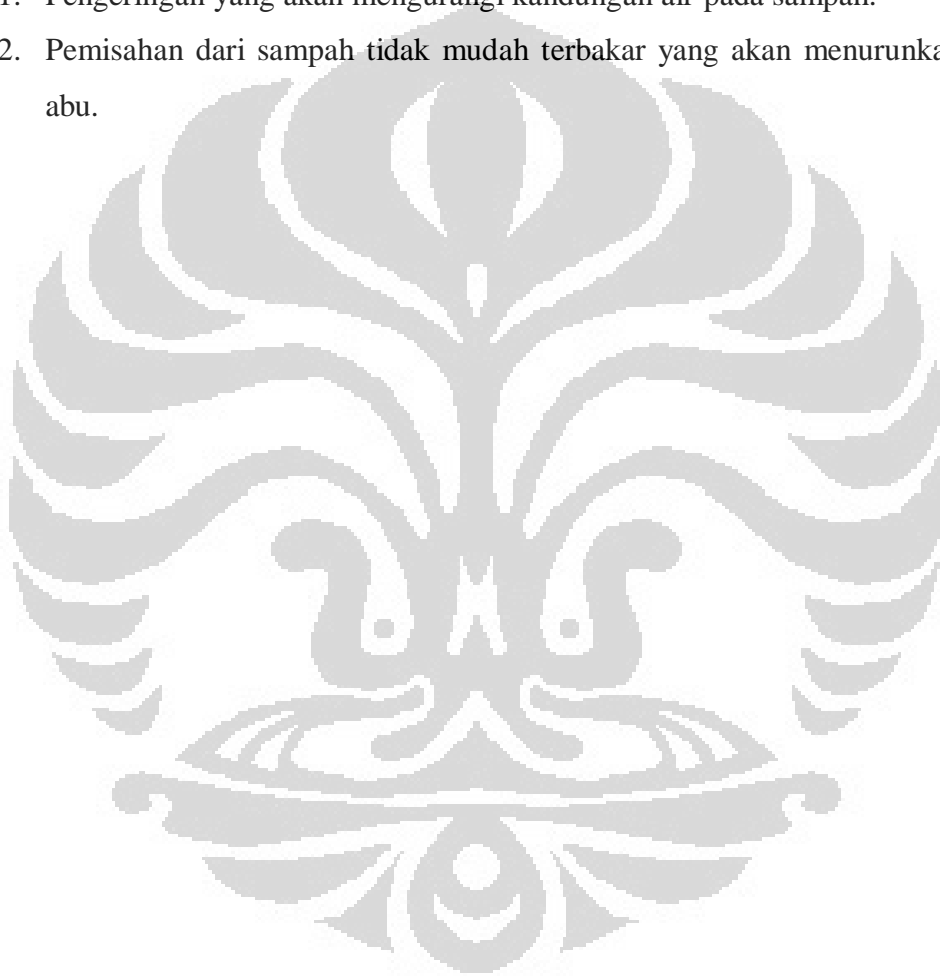 1. Pengeringan yang akan mengurangi kandungan air pada sampah.
2. Pemisahan dari sampah tidak mudah terbakar yang akan menurunka
abu.